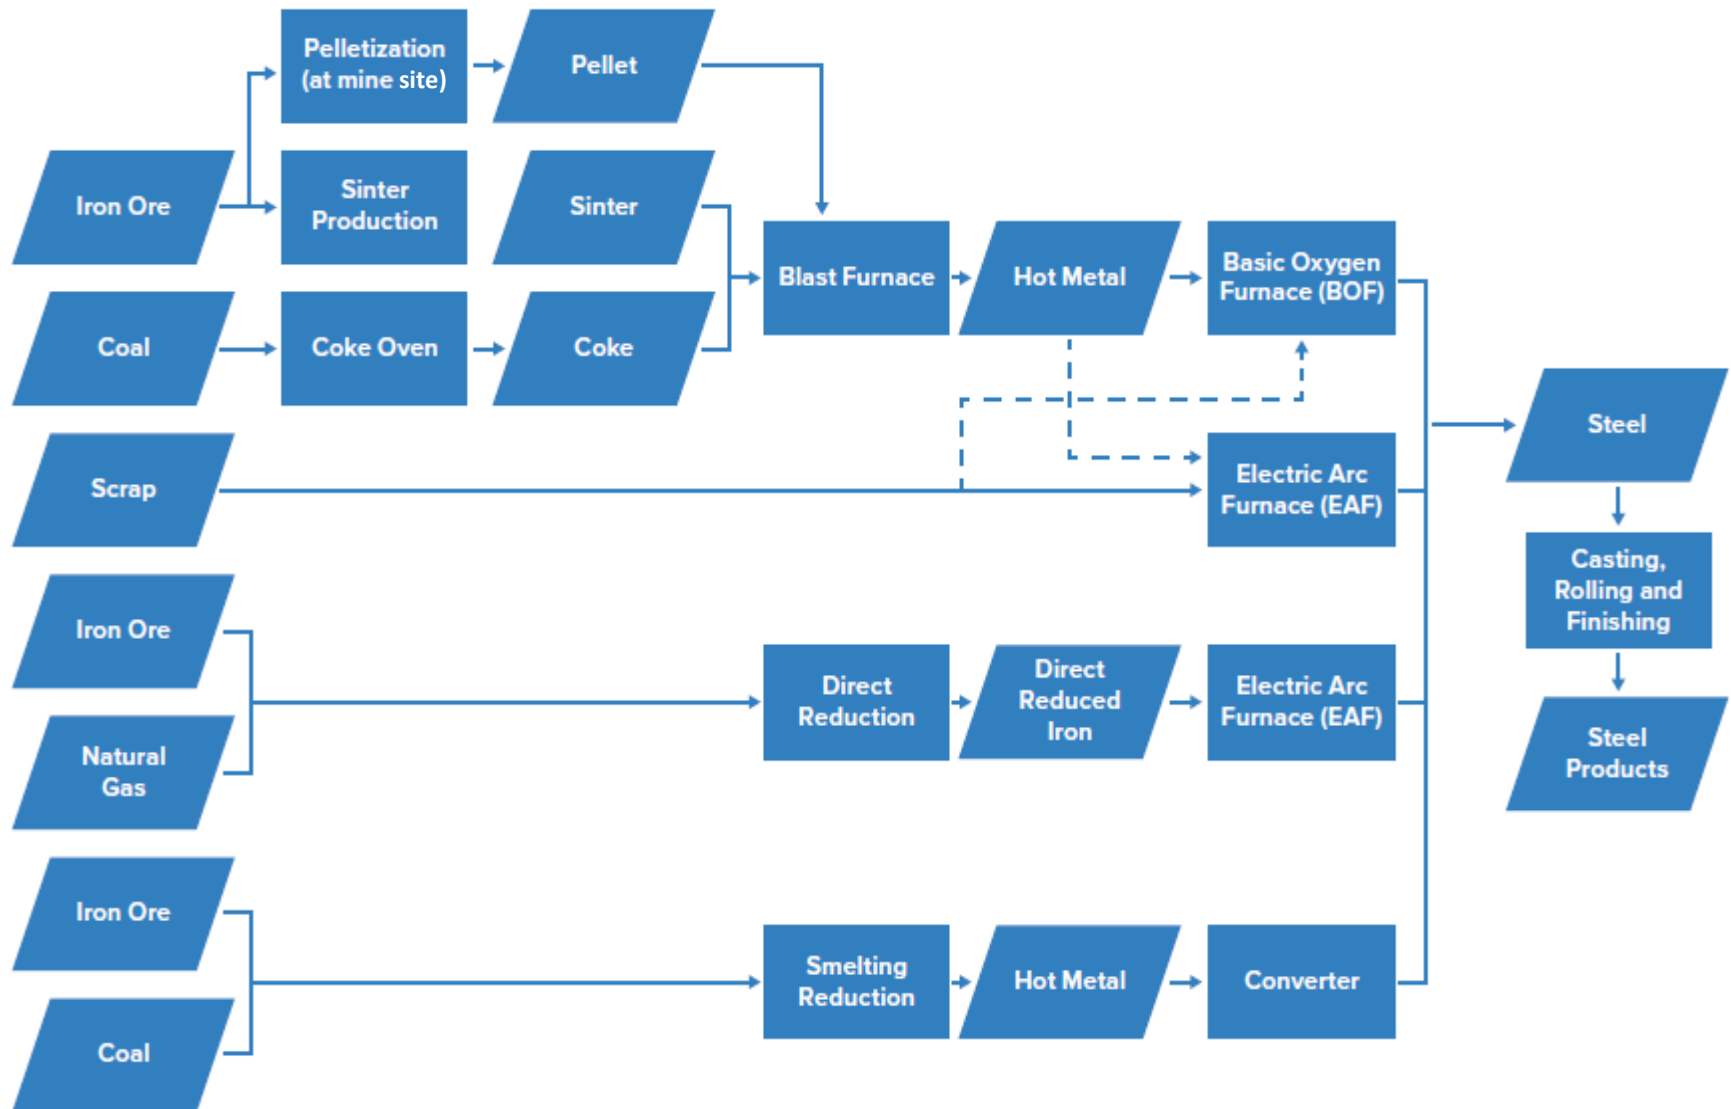 Pelletization
(at mine site)
Pellet
Iron Ore
Sinter
Production
Sinter
Blast Furnace
Hot Metal
Basic Oxygen
Furnace (BOF)
Coal
Coke Oven
Coke
Steel
Scrap
Electric Arc
Furnace (EAF)
Casting,
Rolling and
Finishing
Iron Ore
Natural
Gas
Direct
Reduction
Direct
Reduced
Iron
Electric Arc
Furnace (EAF)
Steel
Products
Iron Ore
Coal
Smelting
Reduction
Hot Metal
Converter